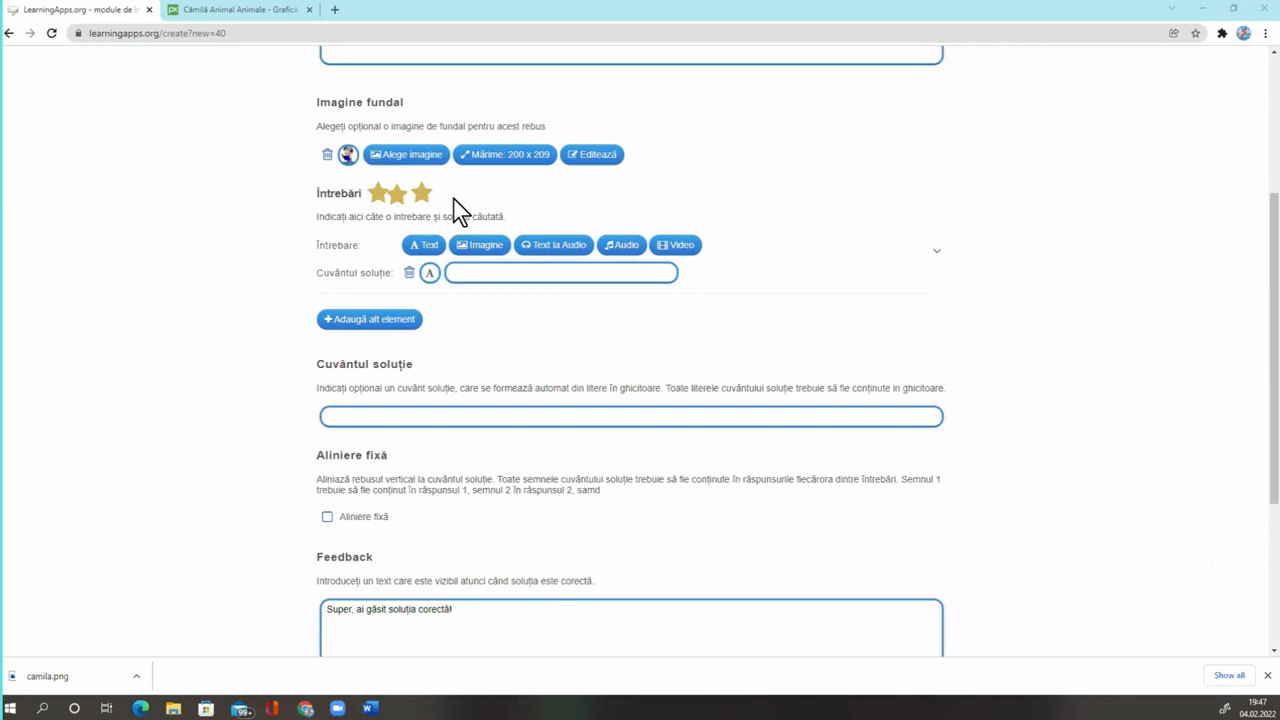 LearningApps.org - module de î
Cămilă Animal Animale - Grafică
learningapps.org/create?new=40
Imagine fundal
Alegeți opțional o imagine de fundal pentru acest rebus
Alege imagine
Mărime: 200 x 209
Editează
Întrebări
Indicați aici câte o intrebare și căutată.
Întrebare:
A Text
Imagine
Text la Audio
Audio
Video
Cuvântul soluție:
A
+ Adaugă alt element
Cuvântul soluție
Indicați opțional un cuvânt soluție, care se formează automat din litere în ghicitoare. Toate literele cuvântului soluție trebuie să fie conținute in ghicitoare.
Aliniere fixă
Aliniază rebusul vertical la cuvântul soluție. Toate semnele cuvântului soluție trebuie să fie conținute în răspunsurile fiecărora dintre întrebări. Semnul 1
trebuie să fie conținut în răspunsul 1, semnul 2 în răspunsul 2, samd
Aliniere fixă
Feedback
Introduceți un text care este vizibil atunci când soluția este corectă.
Super, ai găsit soluția corectă!
camila.png
Show all
99+
19:47
04.02.2022